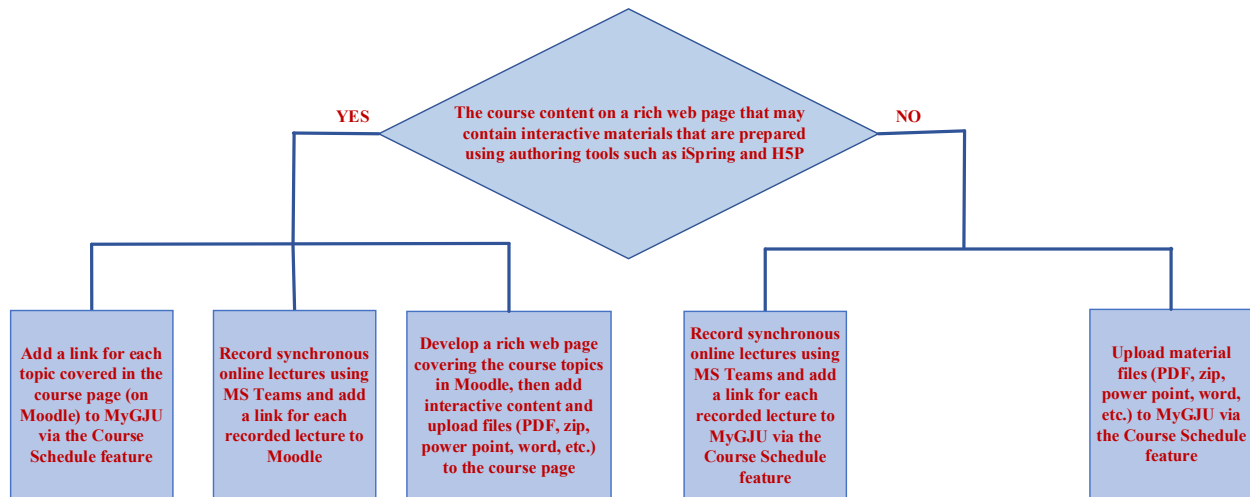 YES
The course content on a rich web page that may
contain interactive materials that are prepared
using authoring tools such as iSpring and H5P
NO
Add a link for each
topic covered in the
course page (on
Moodle) to MyGJU
via the Course
Schedule feature
Record synchronous
online lectures using
MS Teams and add
a link for each
recorded lecture to
Moodle
Develop a rich web page
covering the course topics
in Moodle, then add
interactive content and
upload files (PDF, zip,
power point, word, etc.)
to the course page
Record synchronous
online lectures using
MS Teams and add
a link for each
recorded lecture to
MyGJU via the
Course Schedule
feature
Upload material
files (PDF, zip,
power point, word,
etc.) to MyGJU via
the Course Schedule
feature